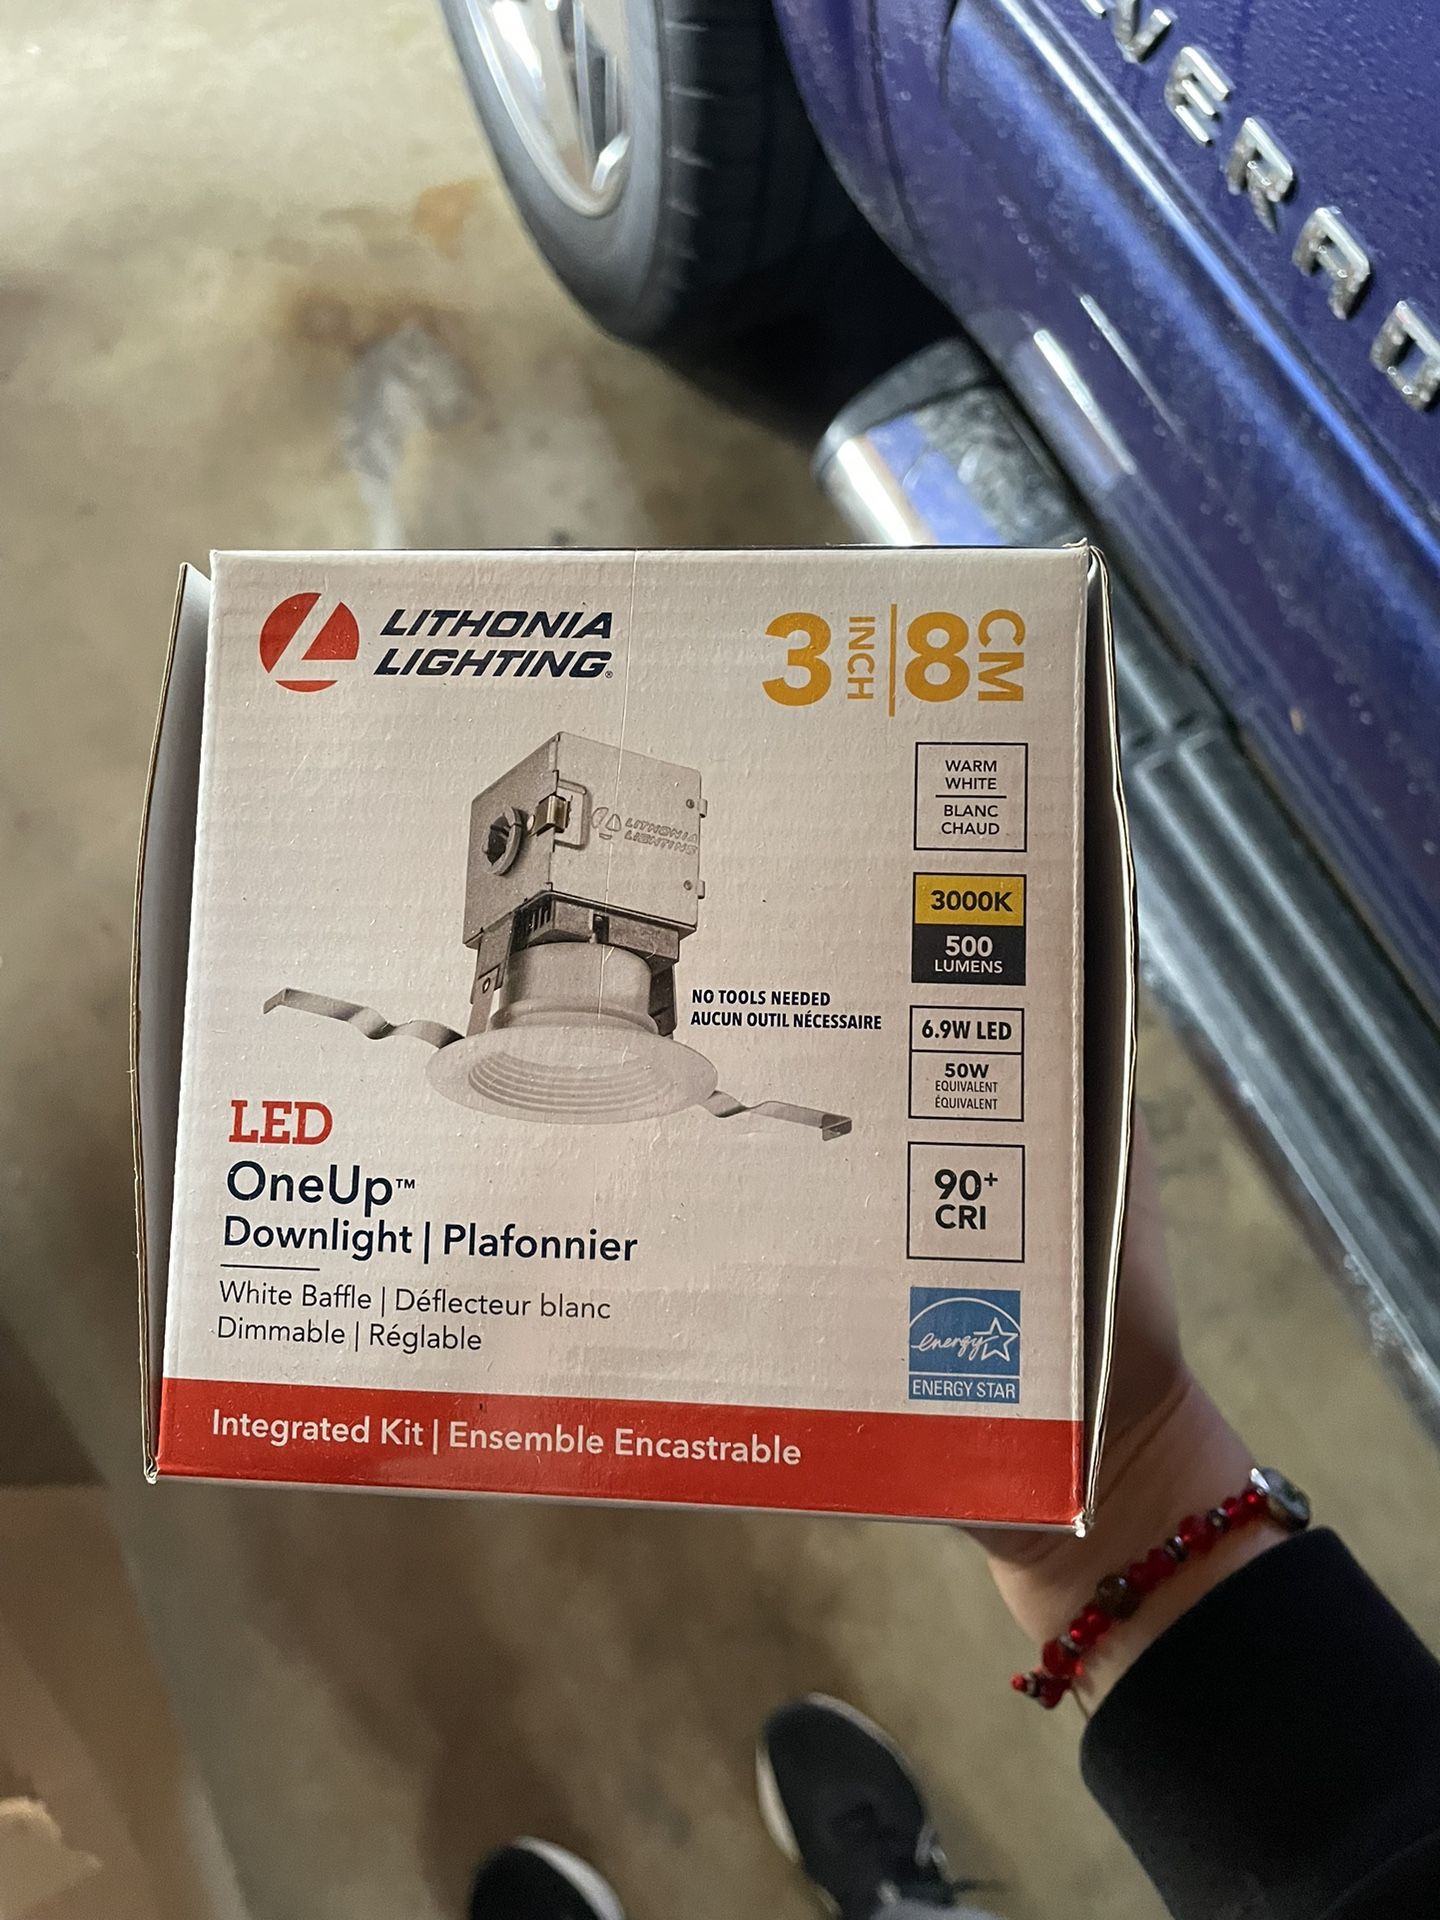 VERAD
LITHONIA
LIGHTING®
3 INCH | 8 CM
WARM
WHITE
BLANC
CHAUD
LITHONIA
LIGHTING
3000K
500
LUMENS
NO TOOLS NEEDED
AUCUN OUTIL NÉCESSAIRE
6.9W LED
50W
EQUIVALENT
ÉQUIVALENT
LED
OneUp™
Downlight | Plafonnier
90+
CRI
White Baffle | Déflecteur blanc
Dimmable | Réglable
energy
ENERGY STAR
Integrated Kit | Ensemble Encastrable